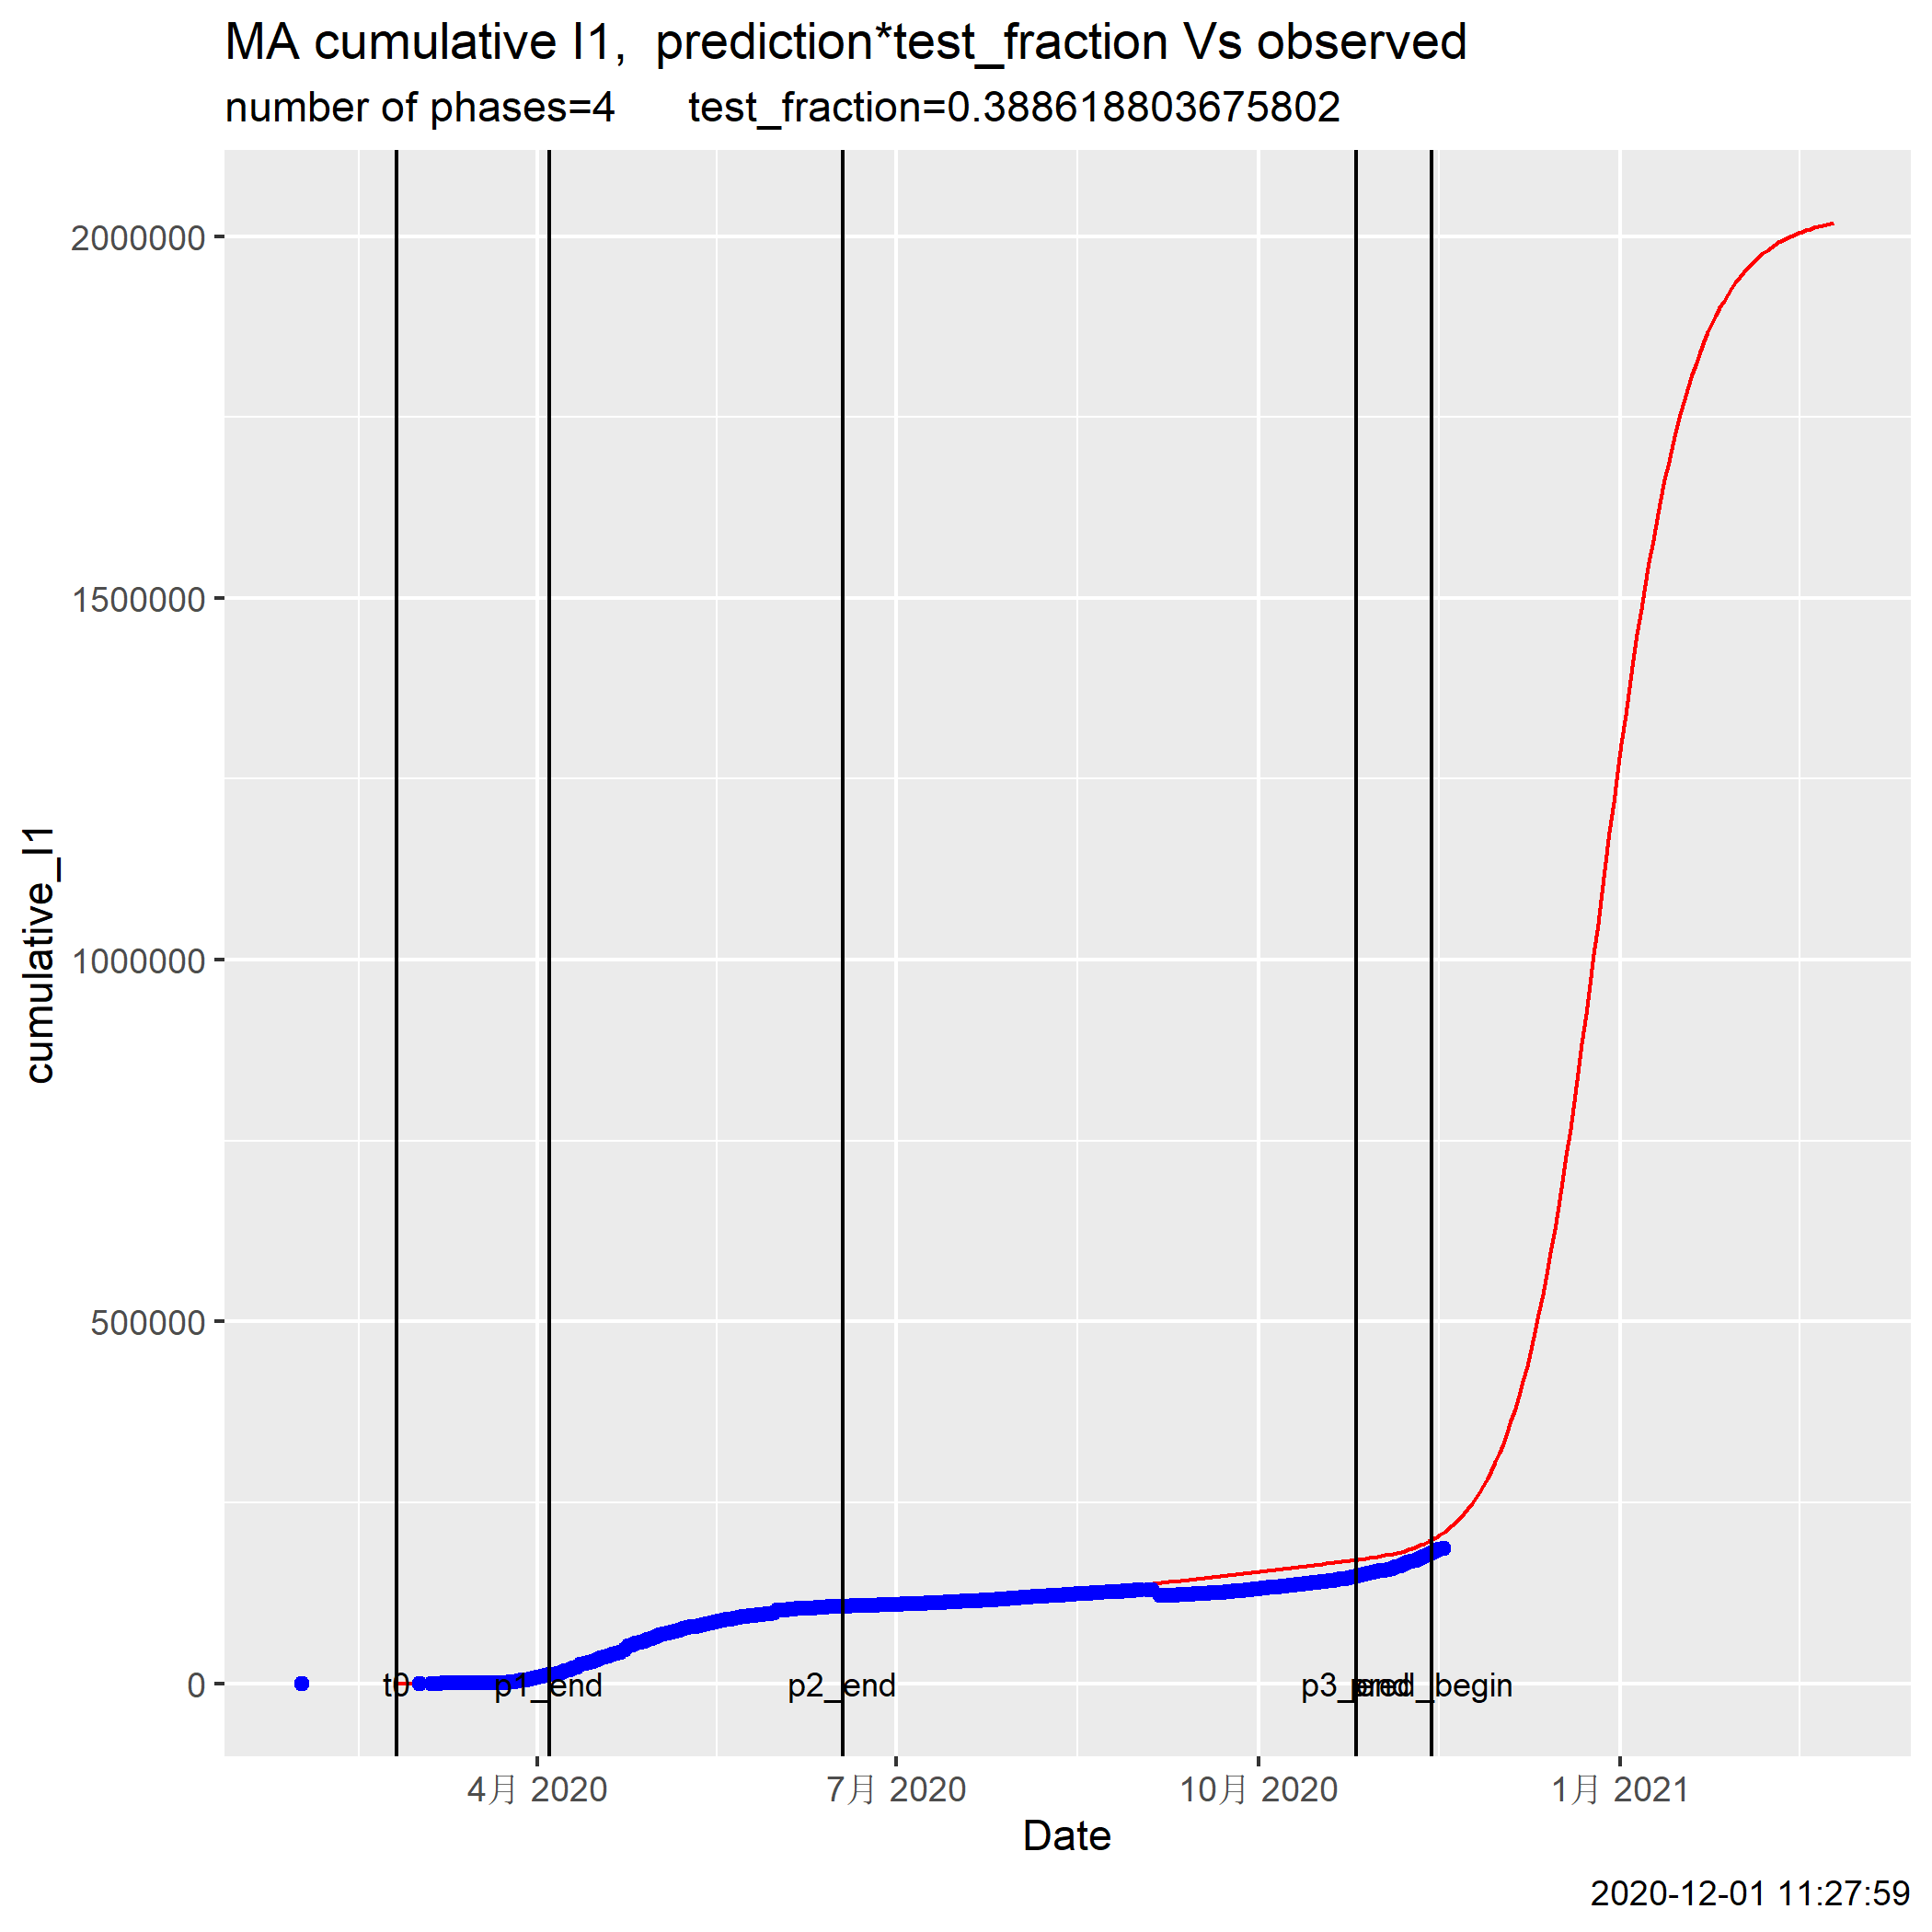 MA cumulative I1,  prediction*test_fraction Vs observed
number of phases=4      test_fraction=0.388618803675802
cumulative_I1
2000000
1500000
1000000
500000
0
t0
p1_end
p2_end
p3_end
pred_begin
4月 2020
7月 2020
10月 2020
1月 2021
Date
2020-12-01 11:27:59